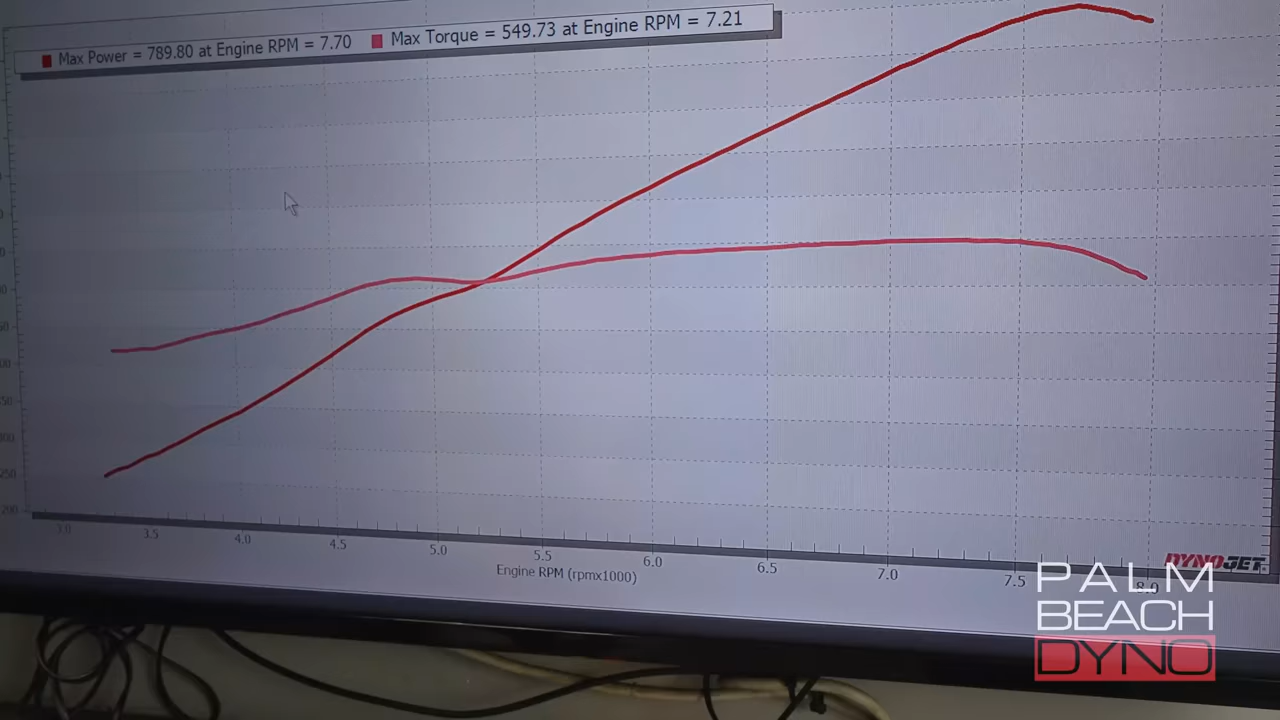 Max Power = 789.80 at Engine RPM = 7.70 Max Torque = 549.73 at Engine RPM = 7.21
250
200
3.0 3.5 4.0 4.5 5.0 5.5 6.0 6.5 7.0 7.5 8.0
Engine RPM (rpmx1000)
DYNOJET
PALM
BEACH
DYNO